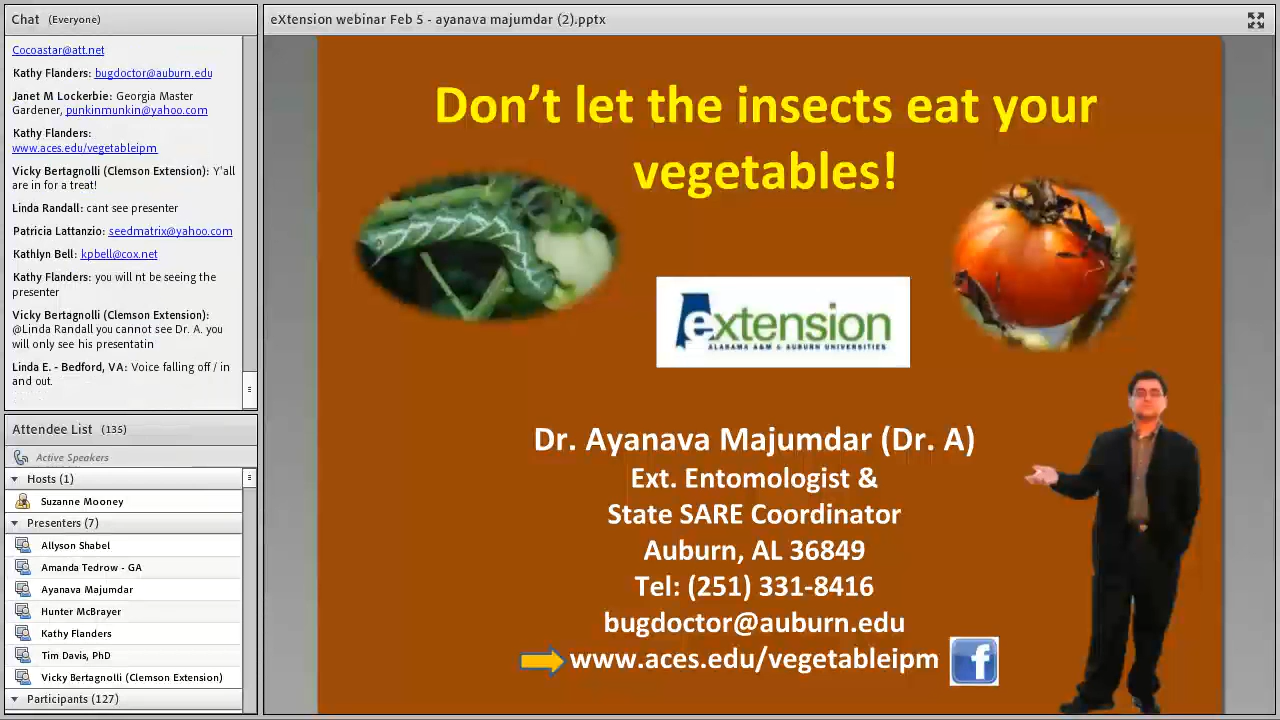 Chat (Everyone)
Cocoastar@att.net
Kathy Flanders: bugdoctor@auburn.edu
Janet M Lockerbie: Georgia Master
Gardener, punkinmunkin@yahoo.com
Kathy Flanders:
www.aces.edu/vegetableipm
Vicky Bertagnolli (Clemson Extension): Y'all
are in for a treat!
Linda Randall: cant see presenter
Patricia Lattanzio: seedmatrix@yahoo.com
Kathlyn Bell: kpbell@cox.net
Kathy Flanders: you will nt be seeing the
presenter
Vicky Bertagnolli (Clemson Extension):
@Linda Randall you cannot see Dr. A. you
will only see his presentatin
Linda E. - Bedford, VA: Voice falling off / in
and out.
Attendee List (135)
Active Speakers
Hosts (1)
Suzanne Mooney
Presenters (7)
Allyson Shabel
Amanda Tedrow - GA
Ayanava Majumdar
Hunter McBrayer
Kathy Flanders
Tim Davis, PhD
Vicky Bertagnolli (Clemson Extension)
Participants (127)
eXtension webinar Feb 5 - ayanava majumdar (2).pptx
Don't let the insects eat your
vegetables!
extension
ALABAMA A&M & AUBURN UNIVERSITIES
Dr. Ayanava Majumdar (Dr. A)
Ext. Entomologist &
State SARE Coordinator
Auburn, AL 36849
Tel: (251) 331-8416
bugdoctor@auburn.edu
www.aces.edu/vegetableipm
f